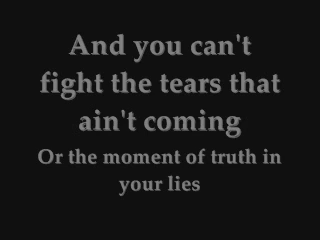 And you can't
fight the tears that
ain't coming
Or the moment of truth in
your lies